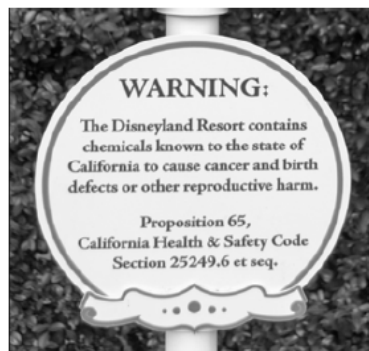 WARNING:
The Disneyland Resort contains
chemicals known to the state of
California to cause cancer and birth
defects or other reproductive harm.
Proposition 65,
California Health & Safety Code
Section 25249.6 et seq.